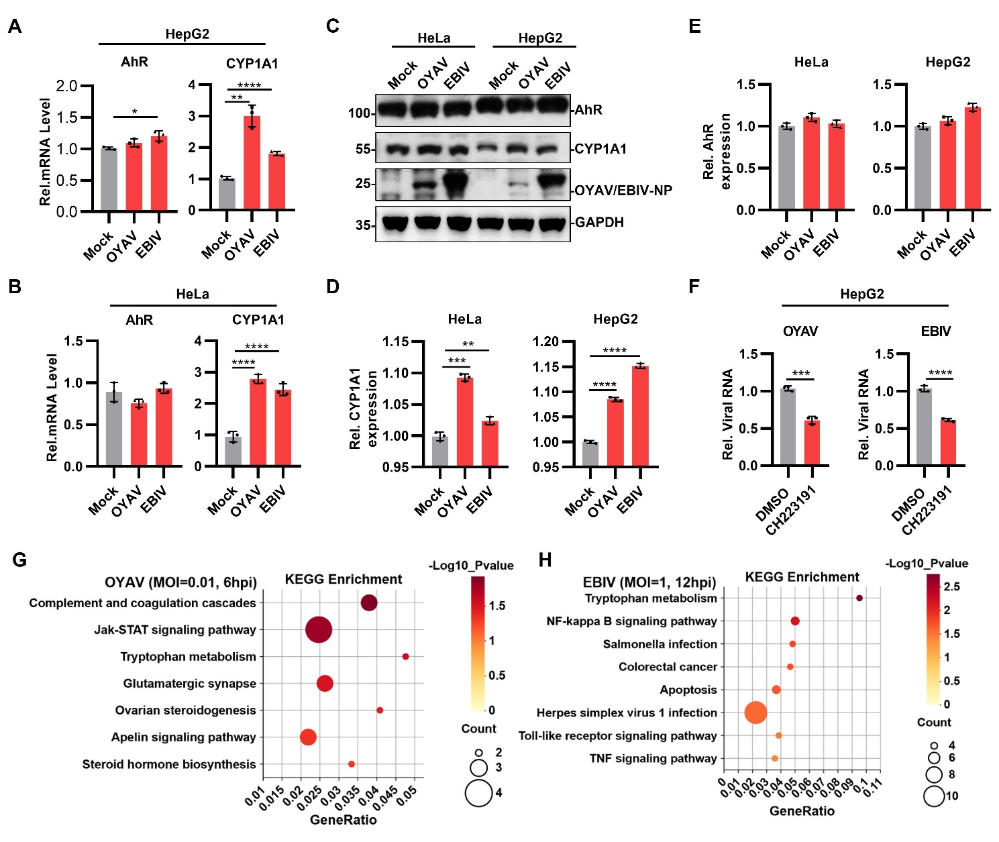 A
HepG2
AhR
CYP1A1
Rel.mRNA Level
2.0
1.5
1.0
0.5
0.0
*
Mock
OYAV
EBIV
4
3
2
1
0
****
**
Mock
OYAV
EBIV
B
HeLa
AhR
CYP1A1
Rel.mRNA Level
1.5
1.0
0.5
0.0
Mock
OYAV
EBIV
4
3
2
1
0
****
****
Mock
OYAV
EBIV
C
HeLa
HepG2
Mock
OYAV
EBIV
Mock
OYAV
EBIV
100
AhR
55
CYP1A1
25
OYAV/EBIV-NP
35
GAPDH
D
HeLa
HepG2
Rel. CYP1A1
expression
1.15
1.10
1.05
1.00
0.95
**
***
Mock
OYAV
EBIV
1.20
1.15
1.10
1.05
1.00
0.95
****
****
Mock
OYAV
EBIV
E
HeLa
HepG2
Rel. AhR
expression
1.5
1.0
0.5
0.0
Mock
OYAV
EBIV
1.5
1.0
0.5
0.0
Mock
OYAV
EBIV
F
HepG2
OYAV
EBIV
Rel. Viral RNA
1.5
1.0
0.5
0.0
***
DMSO
CH223191
Rel. Viral RNA
1.5
1.0
0.5
0.0
****
DMSO
CH223191
G
OYAV (MOI=0.01, 6hpi)
KEGG Enrichment
Complement and coagulation cascades
Jak-STAT signaling pathway
Tryptophan metabolism
Glutamatergic synapse
Ovarian steroidogenesis
Apelin signaling pathway
Steroid hormone biosynthesis
0.01
0.015
0.02
0.025
0.03
0.035
0.04
0.045
0.05
GeneRatio
-Log10_Pvalue
1.5
1
0.5
0
Count
2
3
4
H
EBIV (MOI=1, 12hpi)
KEGG Enrichment
Tryptophan metabolism
NF-kappa B signaling pathway
Salmonella infection
Colorectal cancer
Apoptosis
Herpes simplex virus 1 infection
Toll-like receptor signaling pathway
TNF signaling pathway
0
0.01
0.02
0.03
0.04
0.05
0.06
0.07
0.08
0.09
0.1
0.11
GeneRatio
-Log10_Pvalue
2.5
2
1.5
1
0.5
0
Count
4
6
8
10